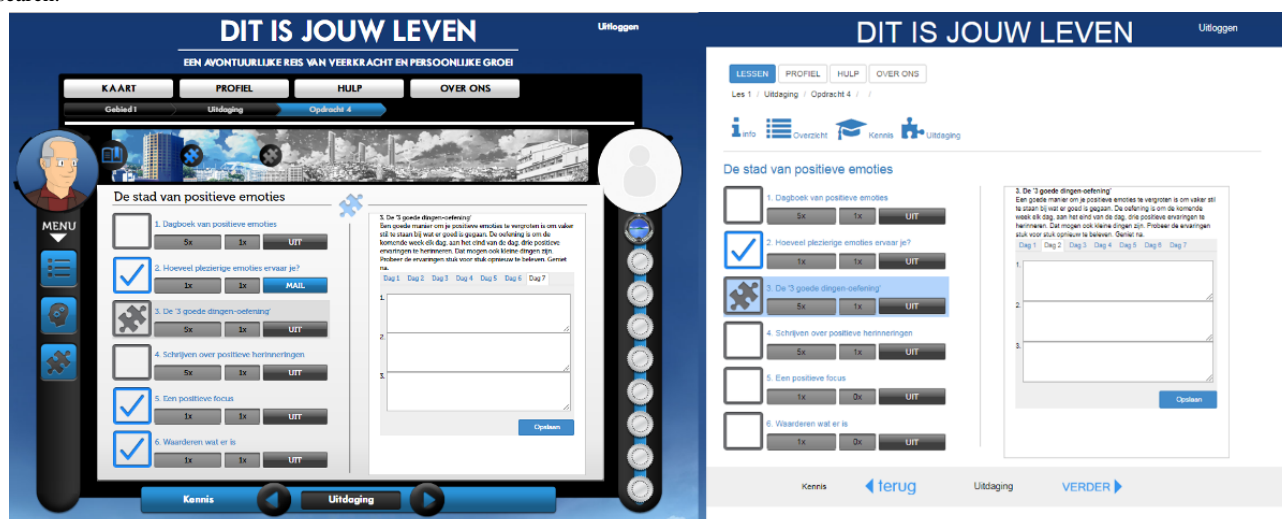 search.
DIT IS JOUW LEVEN
Uitloggen
EEN AVONTUURLIJKE REIS VAN VEERKRACHT EN PERSOONLIJKE GROEI
KAART PROFIEL HULP OVER ONS
Gebied 1 Uitdaging Opdracht 4
De stad van positieve emoties
MENU
1. Dagboek van positieve emoties
5x 1x UIT
2. Hoeveel plezierige emoties ervaar je?
1x 1x MAIL
3. De '3 goede dingen-oefening'
5x 1x UIT
4. Schrijven over positieve herinneringen
5x 1x UIT
5. Een positieve focus
1x 1x UIT
6. Waarderen wat er is
1x 1x UIT
3. De '3 goede dingen-oefening'
Een goede manier om je positieve emoties te vergroten is om vaker
stil te staan bij wat er goed is gegaan. De oefening is om de
komende week elk dag, aan het eind van de dag, drie positieve
ervaringen te herinneren. Dat mogen ook kleine dingen zijn.
Probeer de ervaringen stuk voor stuk opnieuw te beleven. Geniet
na.
Dag 1 Dag 2 Dag 3 Dag 4 Dag 5 Dag 6 Dag 7
1.
2.
3.
Opslaan
Kennis Uitdaging
DIT IS JOUW LEVEN
Uitloggen
LESSEN PROFIEL HULP OVER ONS
Les 1 / Uitdaging / Opdracht 4 / /
info Overzicht Kennis Uitdaging
De stad van positieve emoties
1. Dagboek van positieve emoties
5x 1x UIT
2. Hoeveel plezierige emoties ervaar je?
1x 1x UIT
3. De '3 goede dingen-oefening'
5x 1x UIT
4. Schrijven over positieve herinneringen
5x 1x UIT
5. Een positieve focus
1x 0x UIT
6. Waarderen wat er is
1x 0x UIT
3. De '3 goede dingen-oefening'
Een goede manier om je positieve emoties te vergroten is om vaker stil
te staan bij wat er goed is gegaan. De oefening is om de komende
week elk dag, aan het eind van de dag, drie positieve ervaringen te
herinneren. Dat mogen ook kleine dingen zijn. Probeer de ervaringen
stuk voor stuk opnieuw te beleven. Geniet na.
Dag 1 Dag 2 Dag 3 Dag 4 Dag 5 Dag 6 Dag 7
1.
2.
3.
Opslaan
Kennis terug Uitdaging VERDER